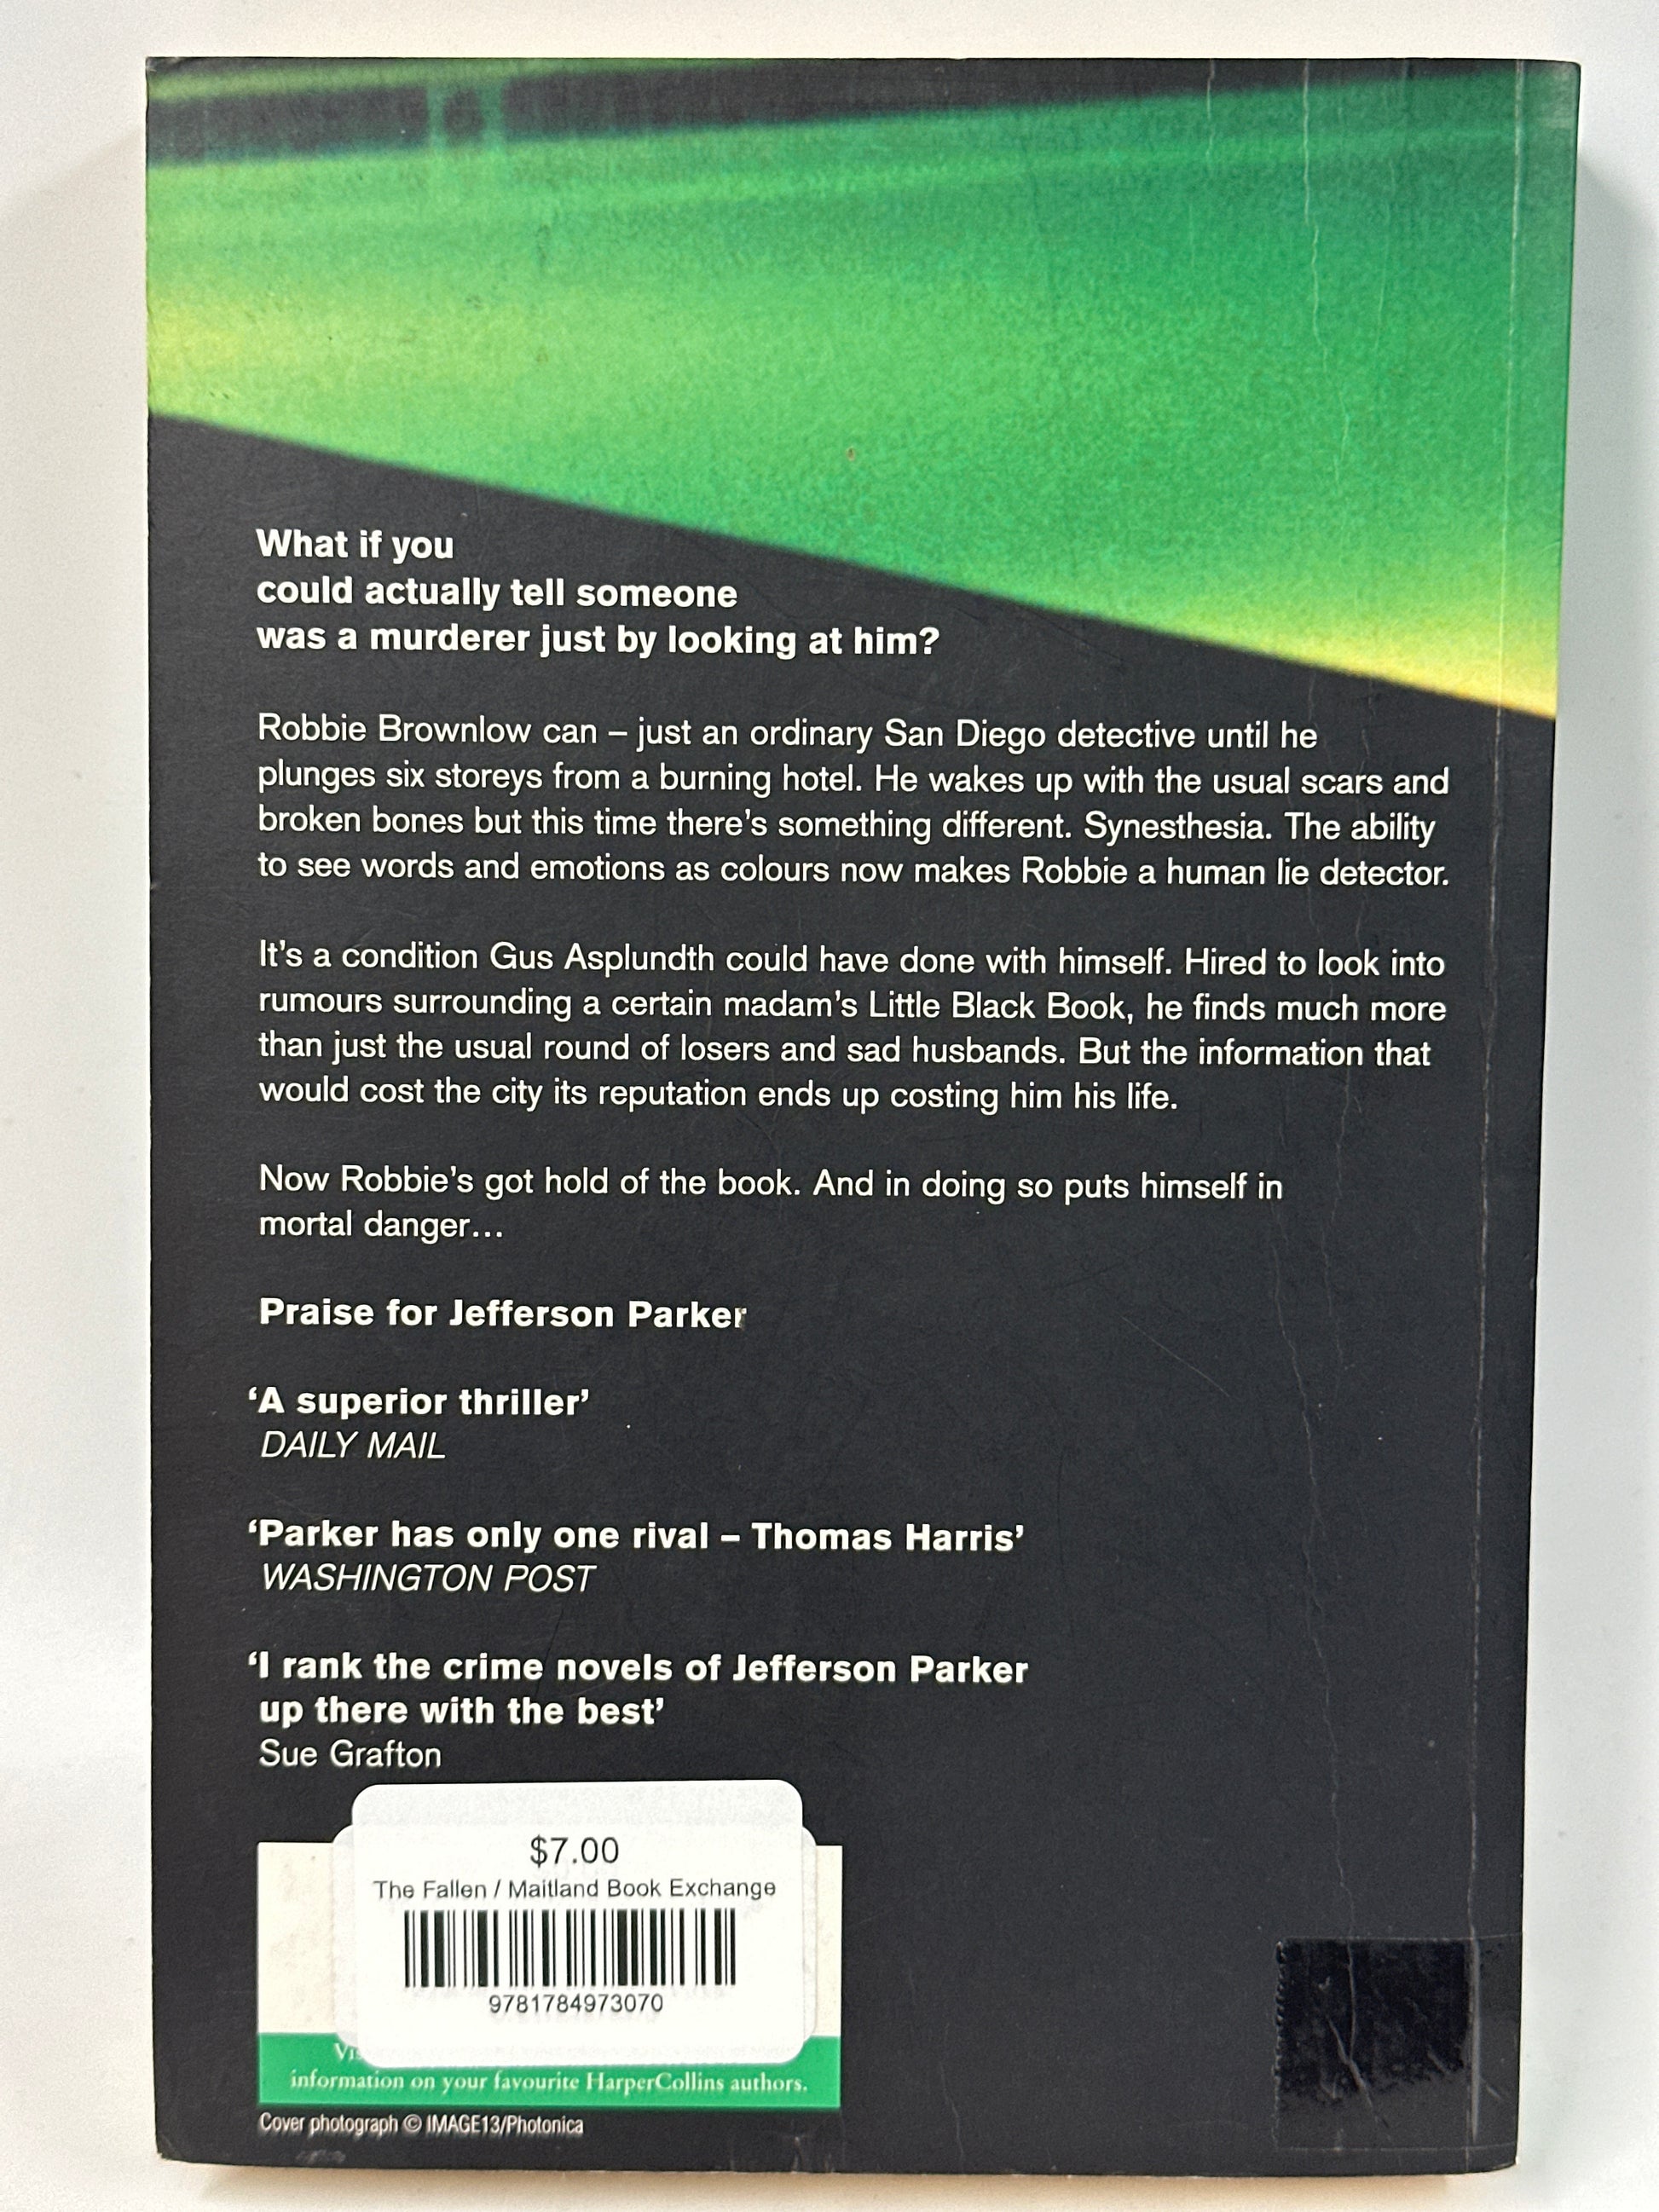 What if you
could actually tell someone
was a murderer just by looking at him?
Robbie Brownlow can – just an ordinary San Diego detective until he
plunges six storeys from a burning hotel. He wakes up with the usual scars and
broken bones but this time there’s something different. Synesthesia. The ability
to see words and emotions as colours now makes Robbie a human lie detector.
It’s a condition Gus Asplundth could have done with himself. Hired to look into
rumours surrounding a certain madam’s Little Black Book, he finds much more
than just the usual round of losers and sad husbands. But the information that
would cost the city its reputation ends up costing him his life.
Now Robbie’s got hold of the book. And in doing so puts himself in
mortal danger…
Praise for Jefferson Parker
‘A superior thriller’
DAILY MAIL
‘Parker has only one rival – Thomas Harris’
WASHINGTON POST
‘I rank the crime novels of Jefferson Parker
up there with the best’
Sue Grafton
$7.00
The Fallen / Maitland Book Exchange
9781784973070
information on your favourite HarperCollins authors.
Cover photograph © IMAGE13/Photonica